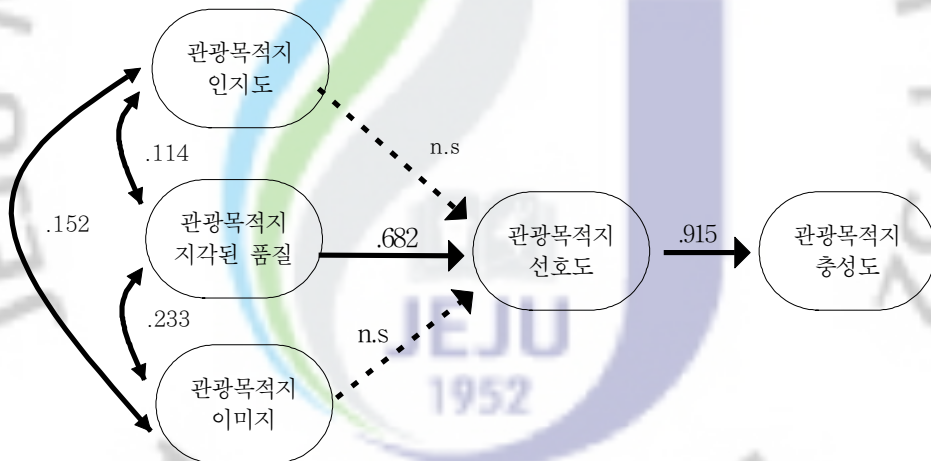 관광목적지
인지도
n.s
.114
.152
관광목적지
지각된 품질
.682
관광목적지
선호도
.915
관광목적지
충성도
.233
n.s
관광목적지
이미지
JEJU
1952